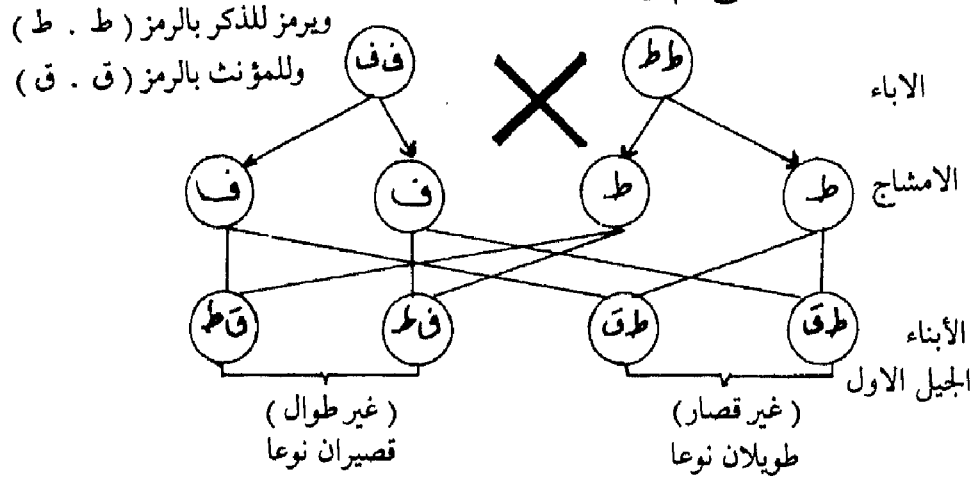 ويرمز للذكر بالرمز ( ط . ط )
وللمؤنث بالرمز ( ق . ق )
الاباء
ط ط
ف ف
الامشاج
ط
ط
ف
ف
الأبناء
الجيل الاول
ط ق
ط ق
ف ط
ق ط
( غير قصار )
طويلان نوعا
( غير طوال )
قصيران نوعا